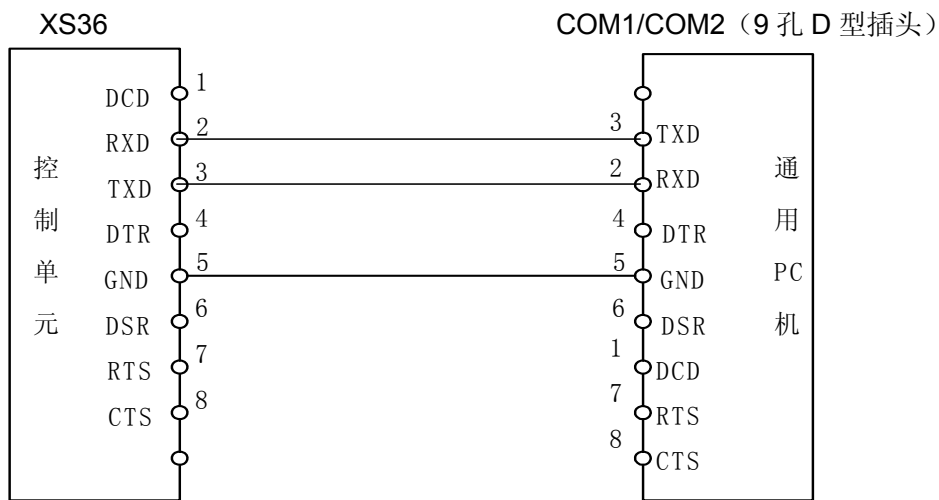 XS36
COM1/COM2（9 孔 D 型插头）
控制单元
DCD 1
RXD 2
TXD 3
DTR 4
GND 5
DSR 6
RTS 7
CTS 8
3 TXD
2 RXD
4 DTR
5 GND
6 DSR
1 DCD
7 RTS
8 CTS
通用 PC 机